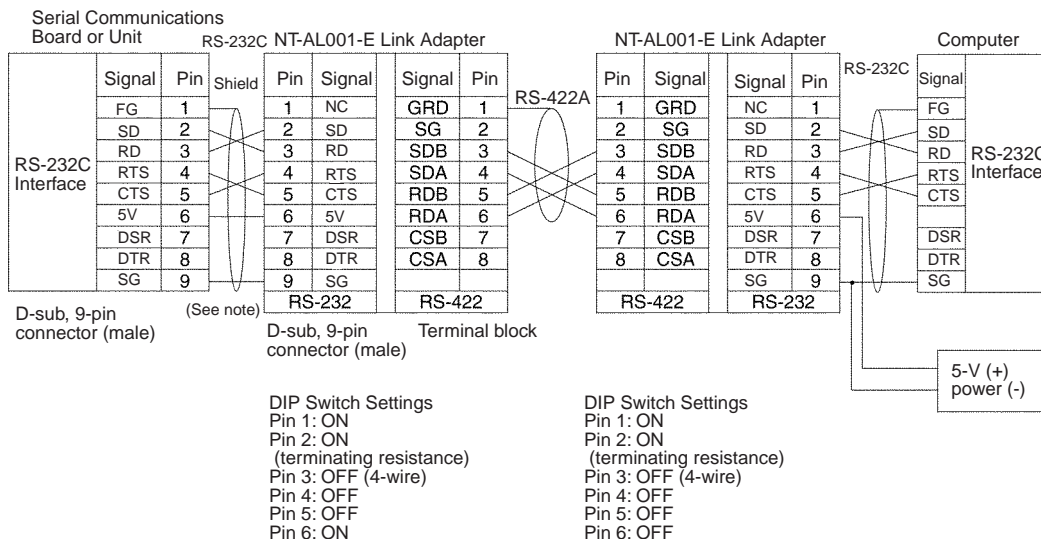 Serial Communications
Board or Unit
RS-232C
NT-AL001-E Link Adapter
NT-AL001-E Link Adapter
Computer
Signal Pin Shield Pin Signal Signal Pin RS-422A Pin Signal Signal Pin RS-232C Signal
FG 1 1 NC GRD 1 1 GRD NC 1 FG
SD 2 2 SD SG 2 2 SG SD 2 SD
RD 3 3 RD SDB 3 3 SDB RD 3 RD
RS-232C
Interface
RTS 4 4 RTS SDA 4 4 SDA RTS 4 RTS
RS-232C
Interface
CTS 5 5 CTS RDB 5 5 RDB CTS 5 CTS
5V 6 6 5V RDA 6 6 RDA 5V 6
DSR 7 7 DSR CSB 7 7 CSB DSR 7 DSR
DTR 8 8 DTR CSA 8 8 CSA DTR 8 DTR
SG 9 9 SG SG 9 SG
(See note)
RS-232 RS-422 RS-422 RS-232
D-sub, 9-pin
connector (male)
D-sub, 9-pin
connector (male)
Terminal block
5-V (+)
power (-)
DIP Switch Settings
Pin 1: ON
Pin 2: ON
(terminating resistance)
Pin 3: OFF (4-wire)
Pin 4: OFF
Pin 5: OFF
Pin 6: ON
DIP Switch Settings
Pin 1: ON
Pin 2: ON
(terminating resistance)
Pin 3: OFF (4-wire)
Pin 4: OFF
Pin 5: OFF
Pin 6: OFF